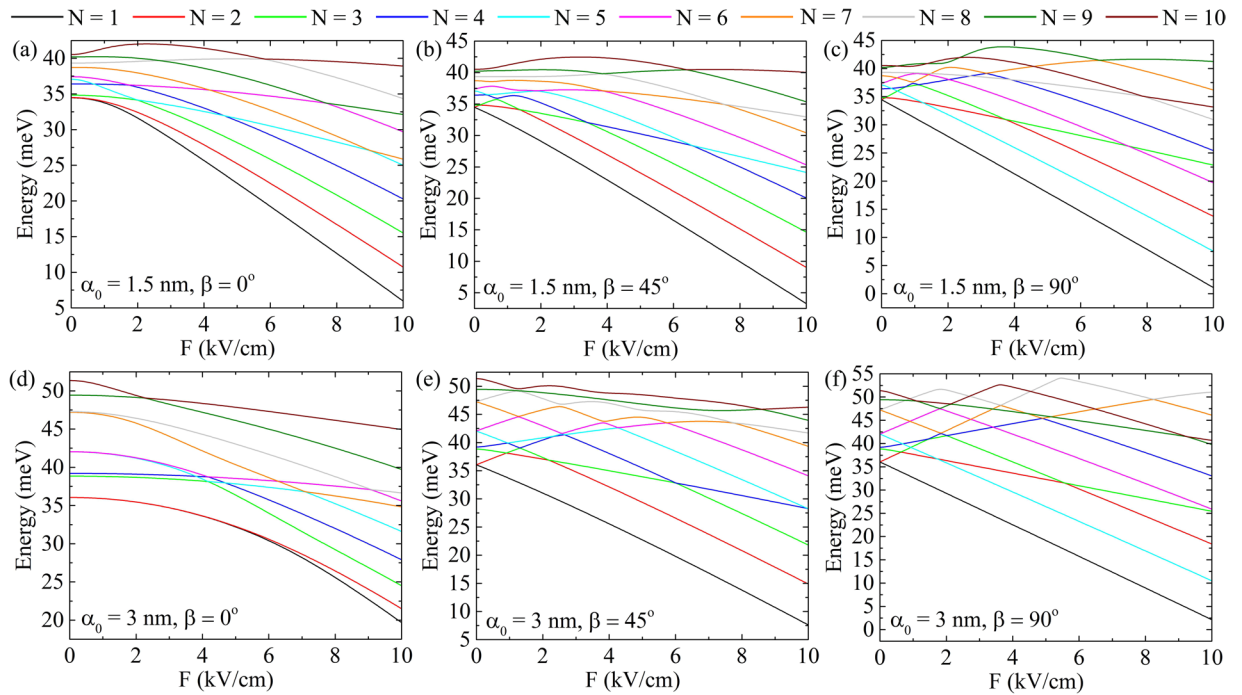 N = 1 N = 2 N = 3 N = 4 N = 5 N = 6 N = 7 N = 8 N = 9 N = 10
(a)
Energy (meV)
40
35
30
25
20
15
10
5
α₀ = 1.5 nm, β = 0°
0 2 4 6 8 10
F (kV/cm)
(b)
Energy (meV)
45
40
35
30
25
20
15
10
5
α₀ = 1.5 nm, β = 45°
0 2 4 6 8 10
F (kV/cm)
(c)
Energy (meV)
45
40
35
30
25
20
15
10
5
0
α₀ = 1.5 nm, β = 90°
0 2 4 6 8 10
F (kV/cm)
(d)
Energy (meV)
50
45
40
35
30
25
20
α₀ = 3 nm, β = 0°
0 2 4 6 8 10
F (kV/cm)
(e)
Energy (meV)
50
45
40
35
30
25
20
15
10
5
α₀ = 3 nm, β = 45°
0 2 4 6 8 10
F (kV/cm)
(f)
Energy (meV)
55
50
45
40
35
30
25
20
15
10
5
0
α₀ = 3 nm, β = 90°
0 2 4 6 8 10
F (kV/cm)